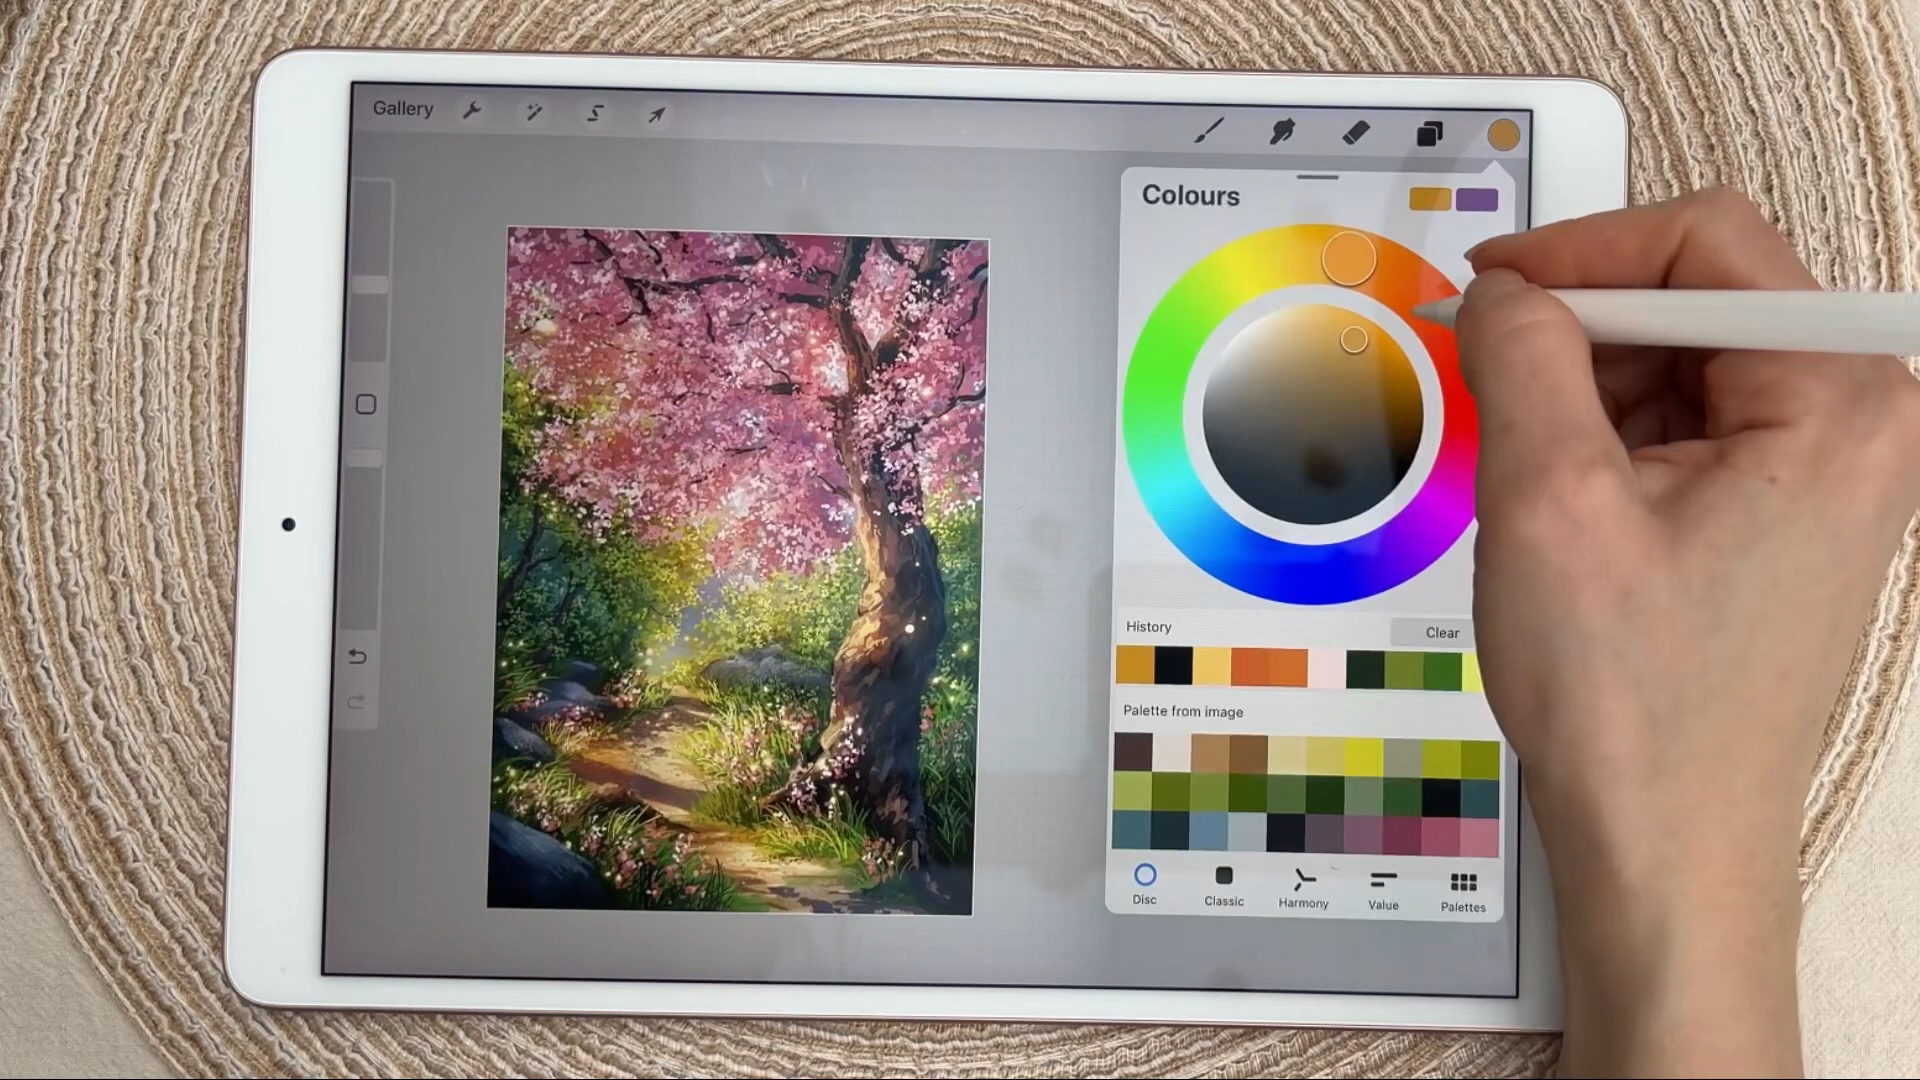 Gallery
Colours
History
Clear
Palette from image
Disc
Classic
Harmony
Value
Palettes